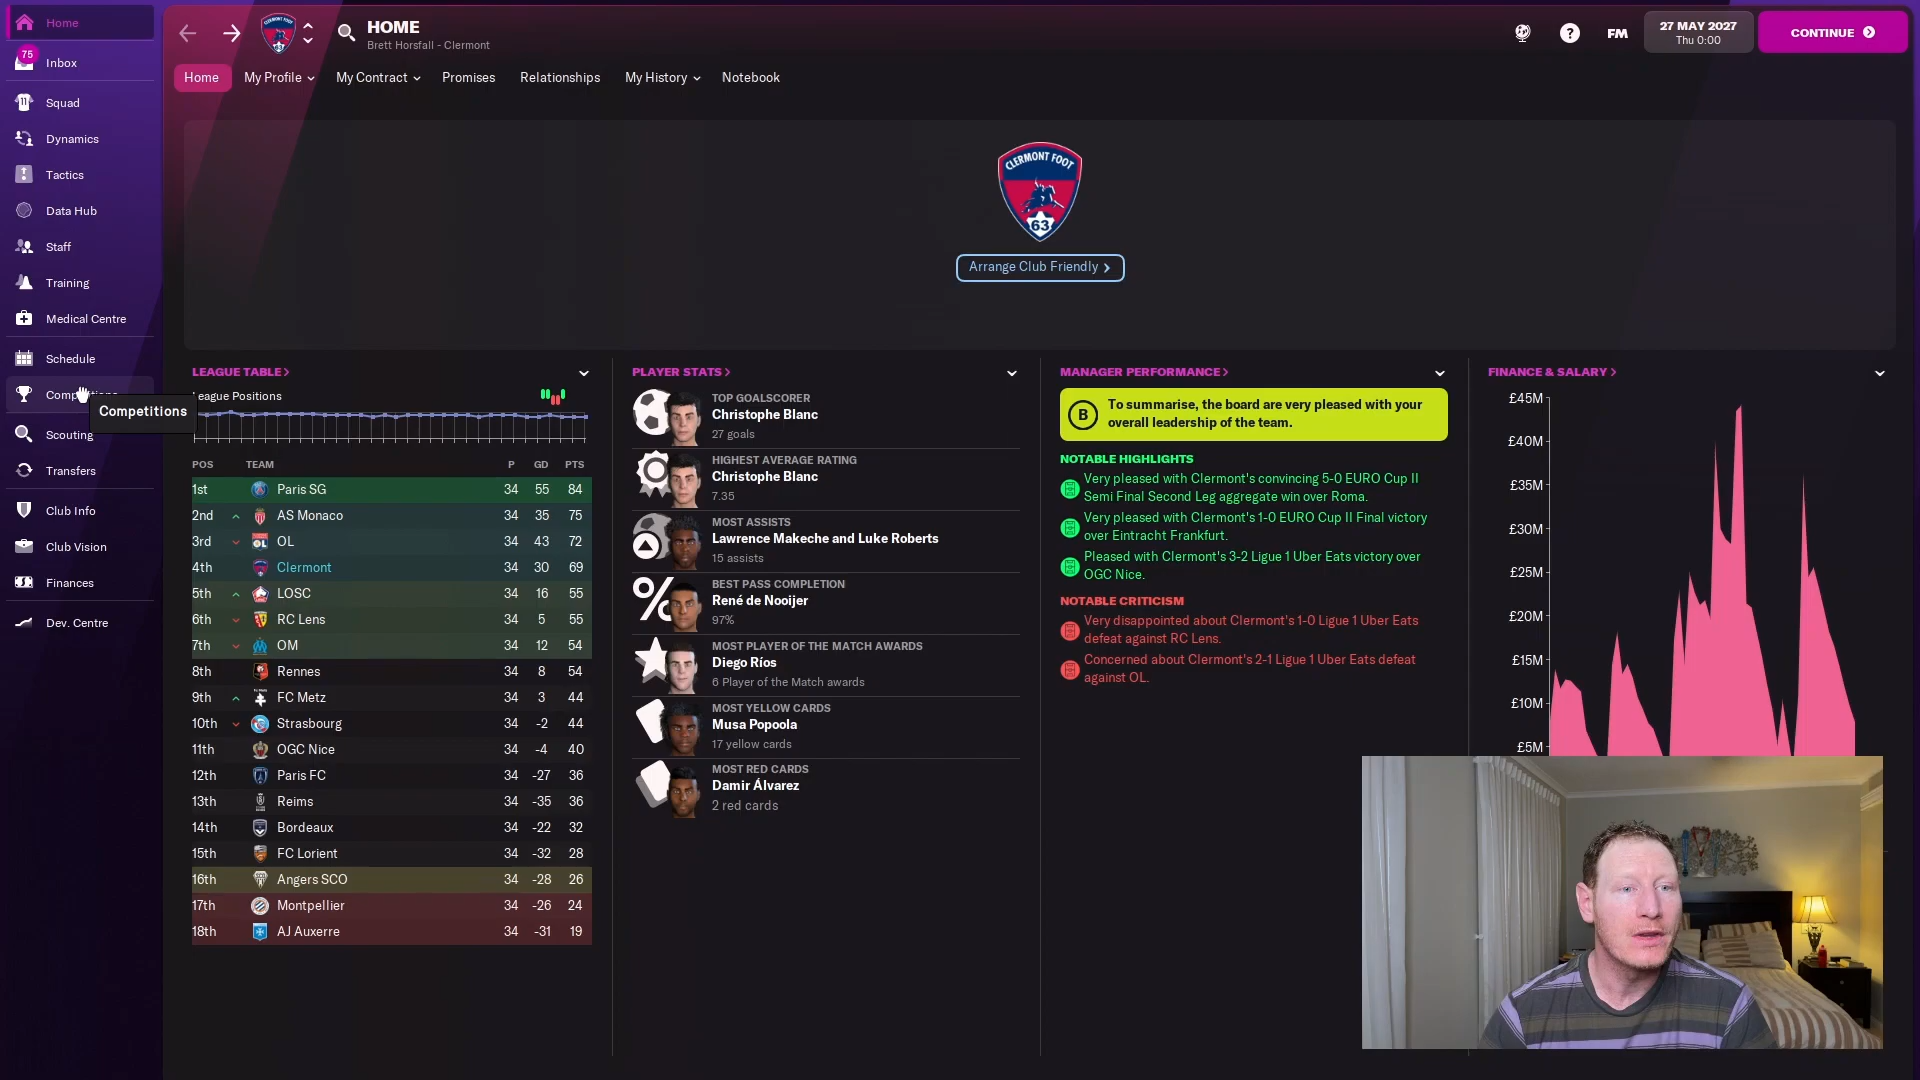 Home
75
Inbox
Squad
Dynamics
Tactics
Data Hub
Staff
Training
Medical Centre
Schedule
Competitions
Scouting
Transfers
Club Info
Club Vision
Finances
Dev. Centre
HOME
Brett Horsfall - Clermont
FM
27 MAY 2027
Thu 0:00
CONTINUE
Home My Profile My Contract Promises Relationships My History Notebook
CLERMONT FOOT
63
Arrange Club Friendly
LEAGUE TABLE
League Positions
POS TEAM P GD PTS
1st Paris SG 34 55 84
2nd AS Monaco 34 35 75
3rd OL 34 43 72
4th Clermont 34 30 69
5th LOSC 34 16 55
6th RC Lens 34 5 55
7th OM 34 12 54
8th Rennes 34 8 54
9th FC Metz 34 3 44
10th Strasbourg 34 -2 44
11th OGC Nice 34 -4 40
12th Paris FC 34 -27 36
13th Reims 34 -35 36
14th Bordeaux 34 -22 32
15th FC Lorient 34 -32 28
16th Angers SCO 34 -28 26
17th Montpellier 34 -26 24
18th AJ Auxerre 34 -31 19
PLAYER STATS
TOP GOALSCORER
Christophe Blanc
27 goals
HIGHEST AVERAGE RATING
Christophe Blanc
7.35
MOST ASSISTS
Lawrence Makeche and Luke Roberts
15 assists
BEST PASS COMPLETION
René de Nooijer
97%
MOST PLAYER OF THE MATCH AWARDS
Diego Ríos
6 Player of the Match awards
MOST YELLOW CARDS
Musa Popoola
17 yellow cards
MOST RED CARDS
Damir Álvarez
2 red cards
MANAGER PERFORMANCE
B
To summarise, the board are very pleased with your
overall leadership of the team.
NOTABLE HIGHLIGHTS
Very pleased with Clermont's convincing 5-0 EURO Cup II
Semi Final Second Leg aggregate win over Roma.
Very pleased with Clermont's 1-0 EURO Cup II Final victory
over Eintracht Frankfurt.
Pleased with Clermont's 3-2 Ligue 1 Uber Eats victory over
OGC Nice.
NOTABLE CRITICISM
Very disappointed about Clermont's 1-0 Ligue 1 Uber Eats
defeat against RC Lens.
Concerned about Clermont's 2-1 Ligue 1 Uber Eats defeat
against OL.
FINANCE & SALARY
£45M
£40M
£35M
£30M
£25M
£20M
£15M
£10M
£5M